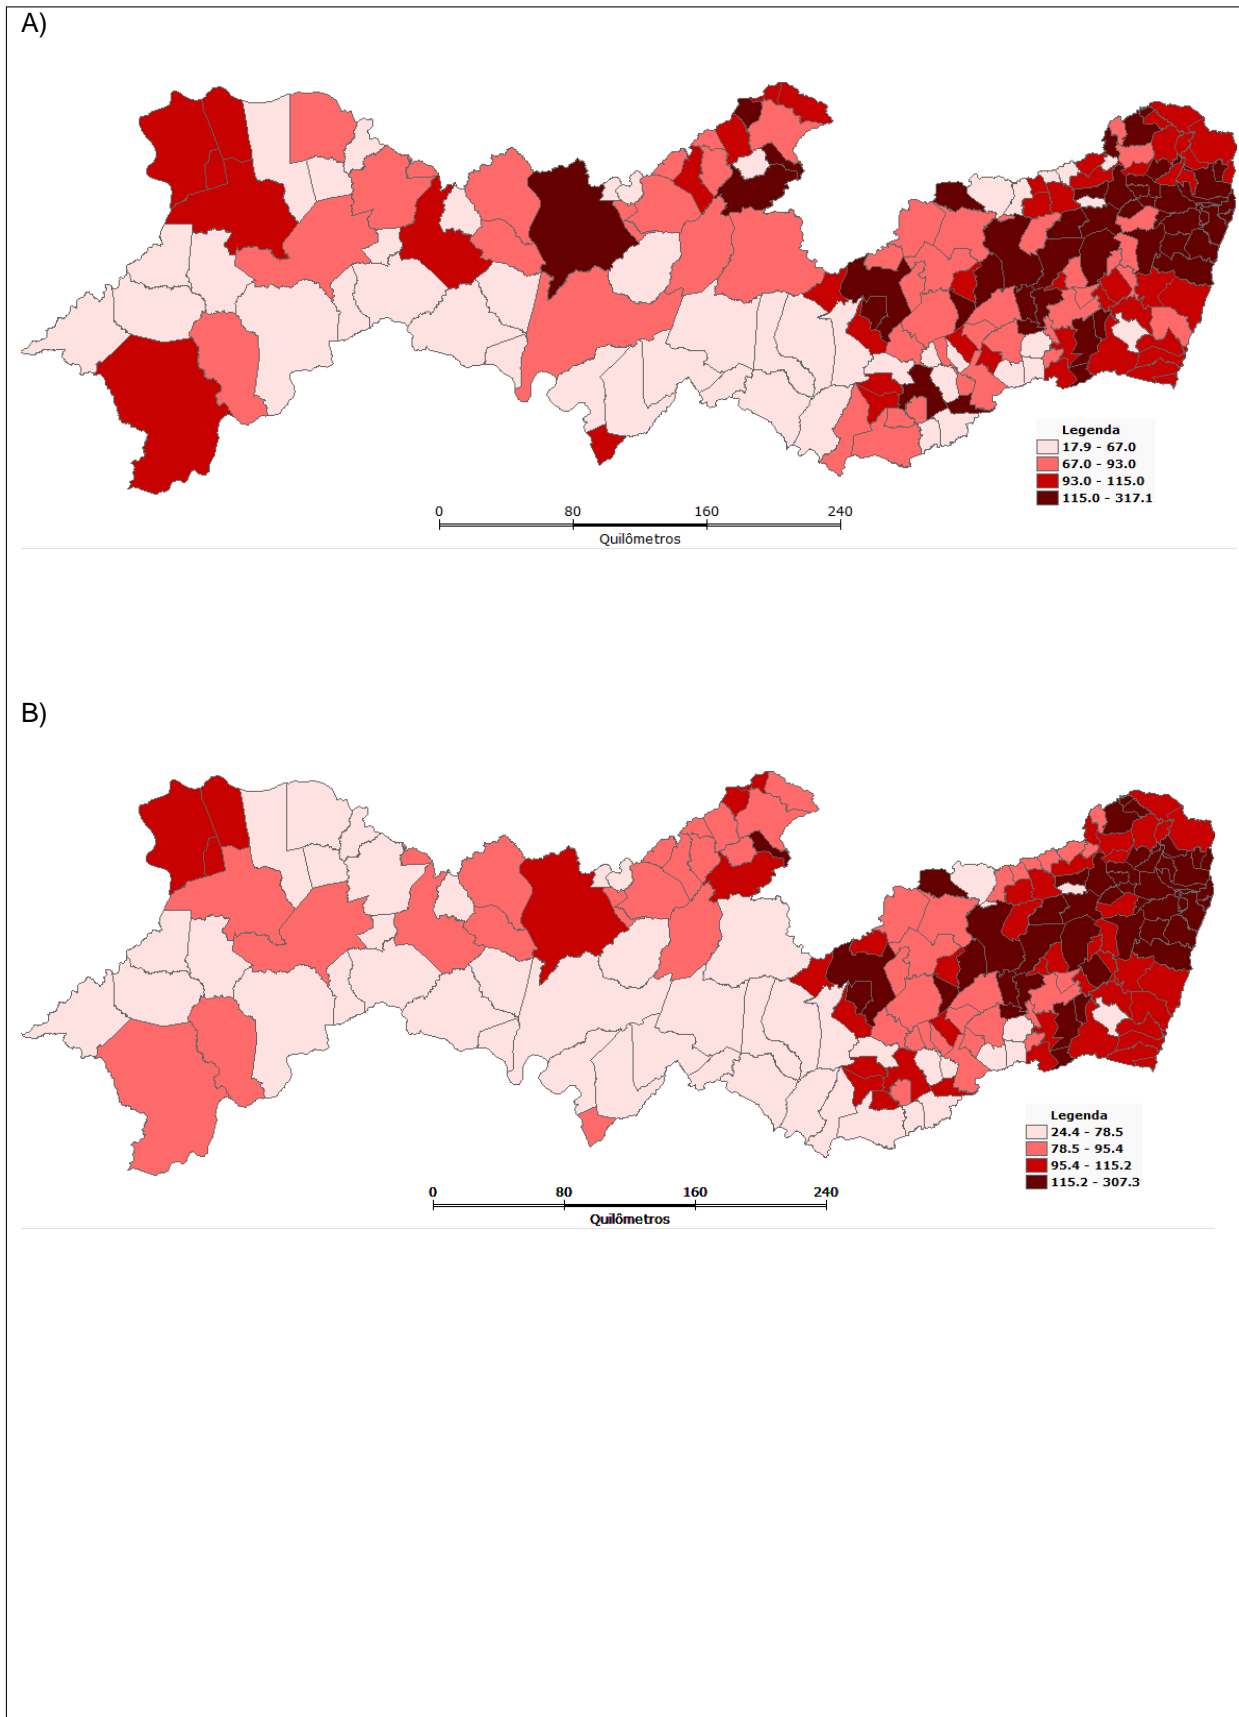 A)
Legenda
17.9 - 67.0
67.0 - 93.0
93.0 - 115.0
115.0 - 317.1
0 80 160 240
Quilômetros
B)
Legenda
24.4 - 78.5
78.5 - 95.4
95.4 - 115.2
115.2 - 307.3
0 80 160 240
Quilômetros